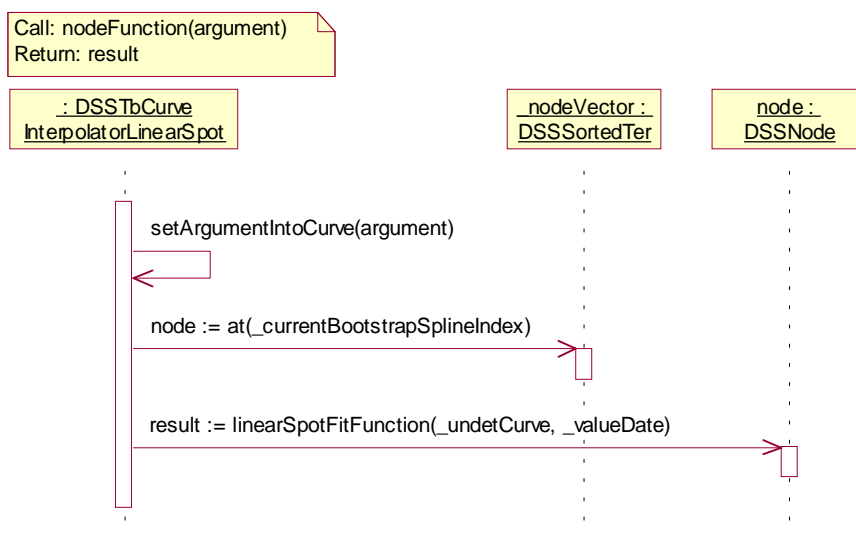 Call: nodeFunction(argument)
Return: result
: DSSTbCurve
InterpolatorLinearSpot
_nodeVector :
DSSSortedTer
node :
DSSNode
setArgumentIntoCurve(argument)
node := at(_currentBootstrapSplineIndex)
result := linearSpotFitFunction(_undetCurve, _valueDate)